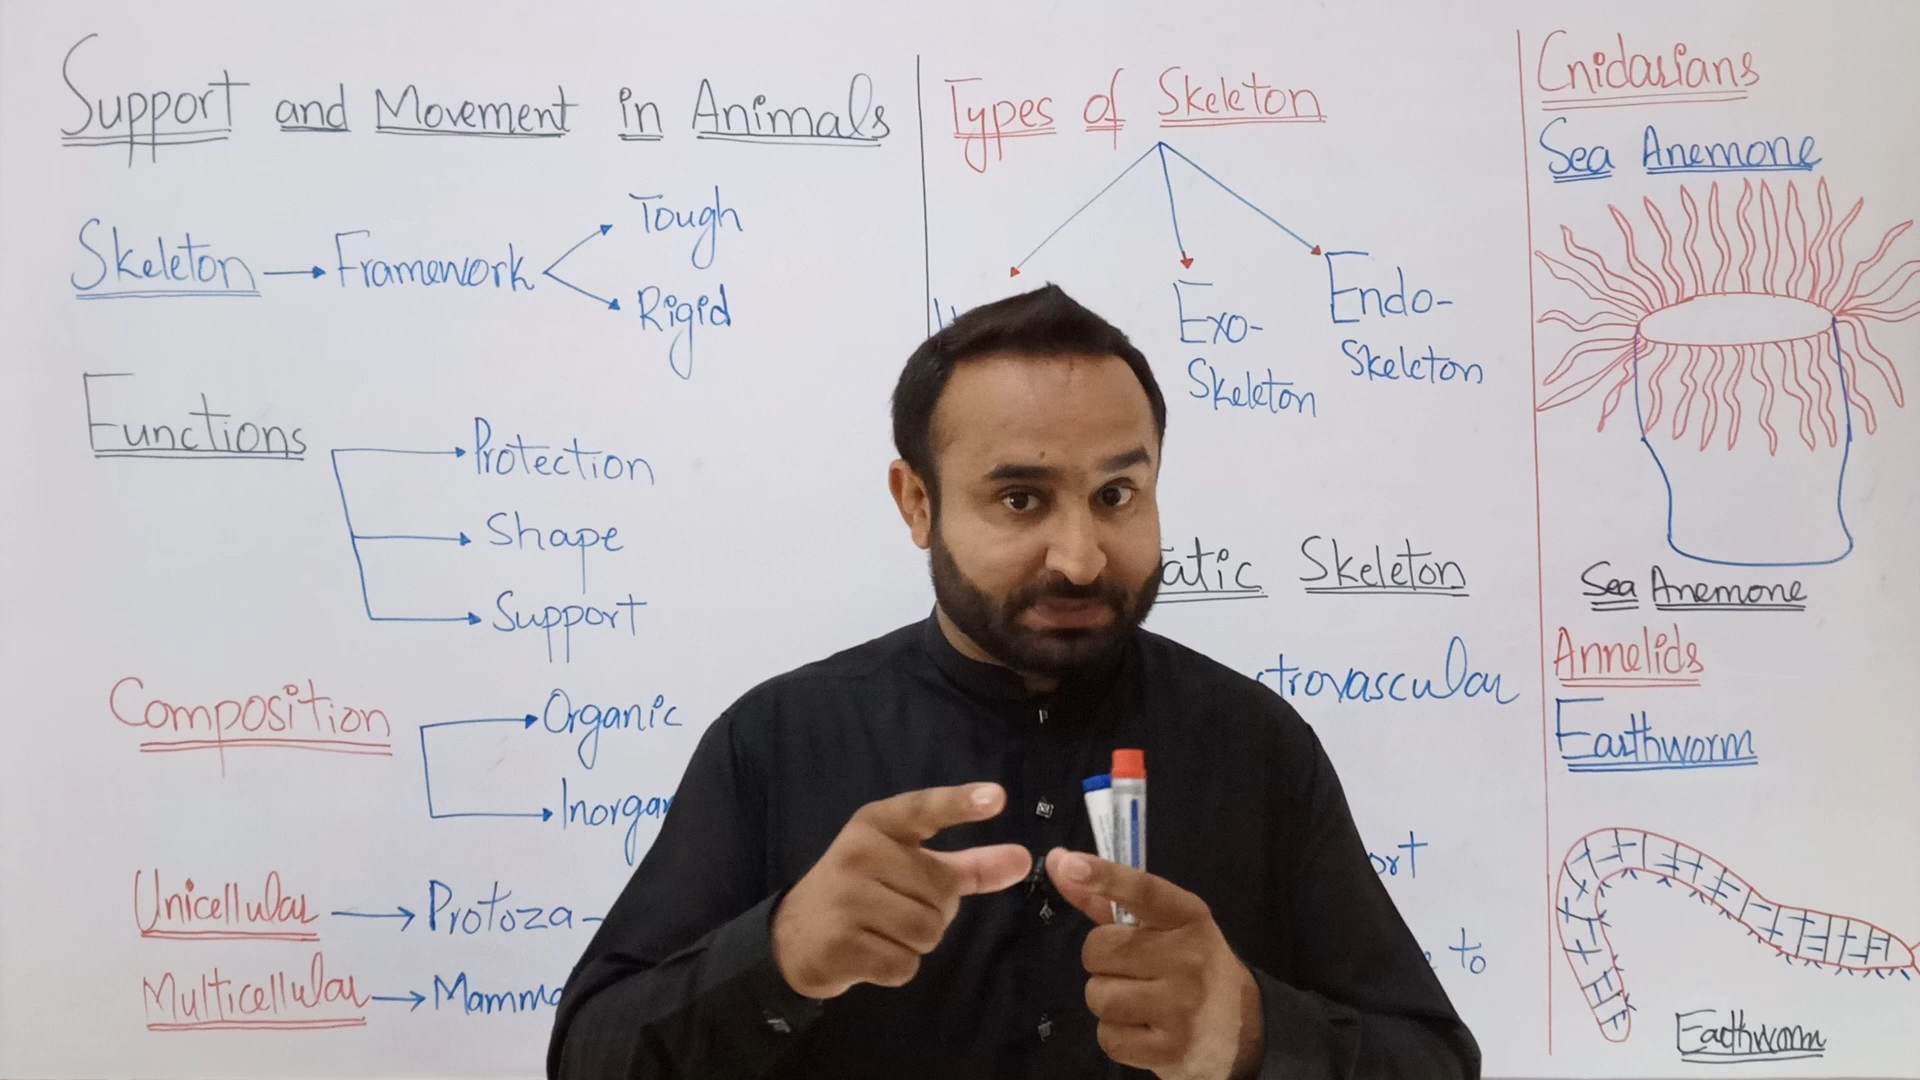 Support and Movement in Animals
Skeleton → Framework
Tough
Rigid
Functions
Protection
Shape
Support
Composition
Organic
Unicellular → Protoza
Multicellular →
Types of Skeleton
Exo-
Skeleton
Endo-
Skeleton
Skeleton
to
Cnidarians
Sea Anemone
Sea Anemone
Annelids
Earthworm
Earthworm